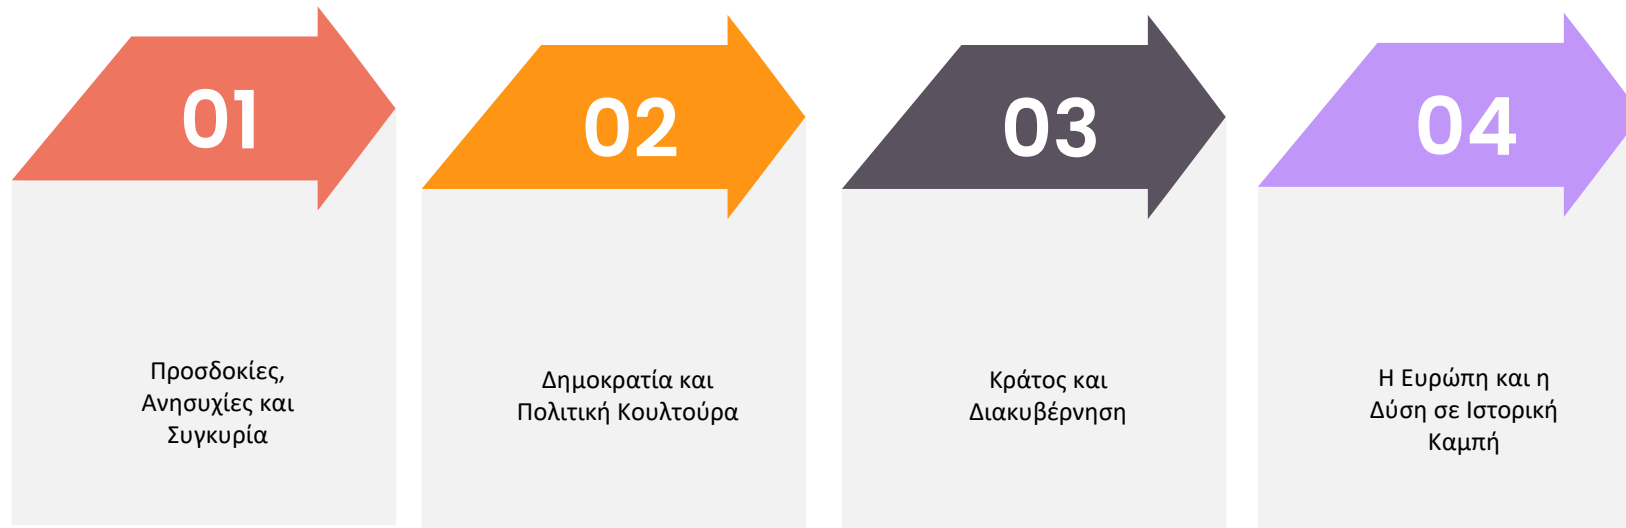 01
Προσδοκίες,
Ανησυχίες και
Συγκυρία
02
Δημοκρατία και
Πολιτική Κουλτούρα
03
Κράτος και
Διακυβέρνηση
04
Η Ευρώπη και η
Δύση σε Ιστορική
Καμπή